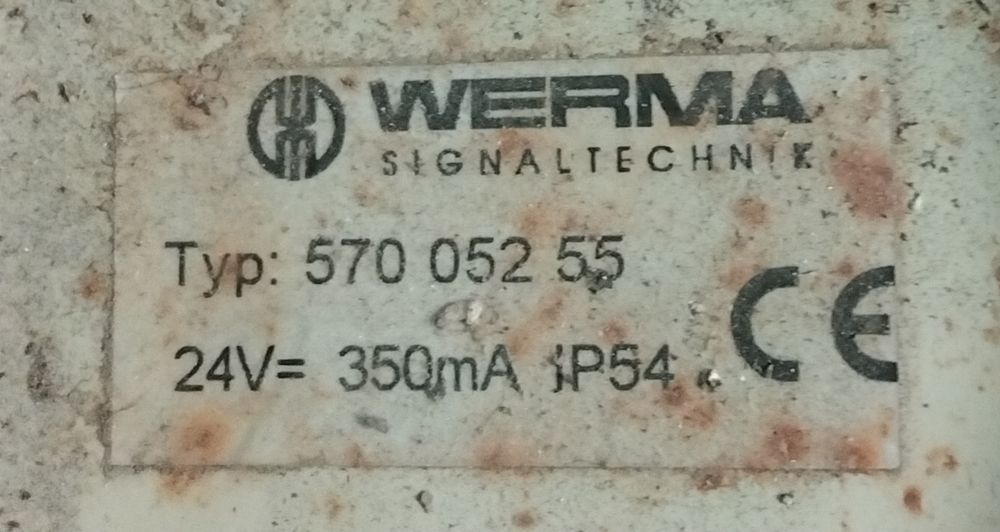 WERMA
SIGNALTECHNIK
Typ: 570 052 55
24V= 350mA IP54
CE